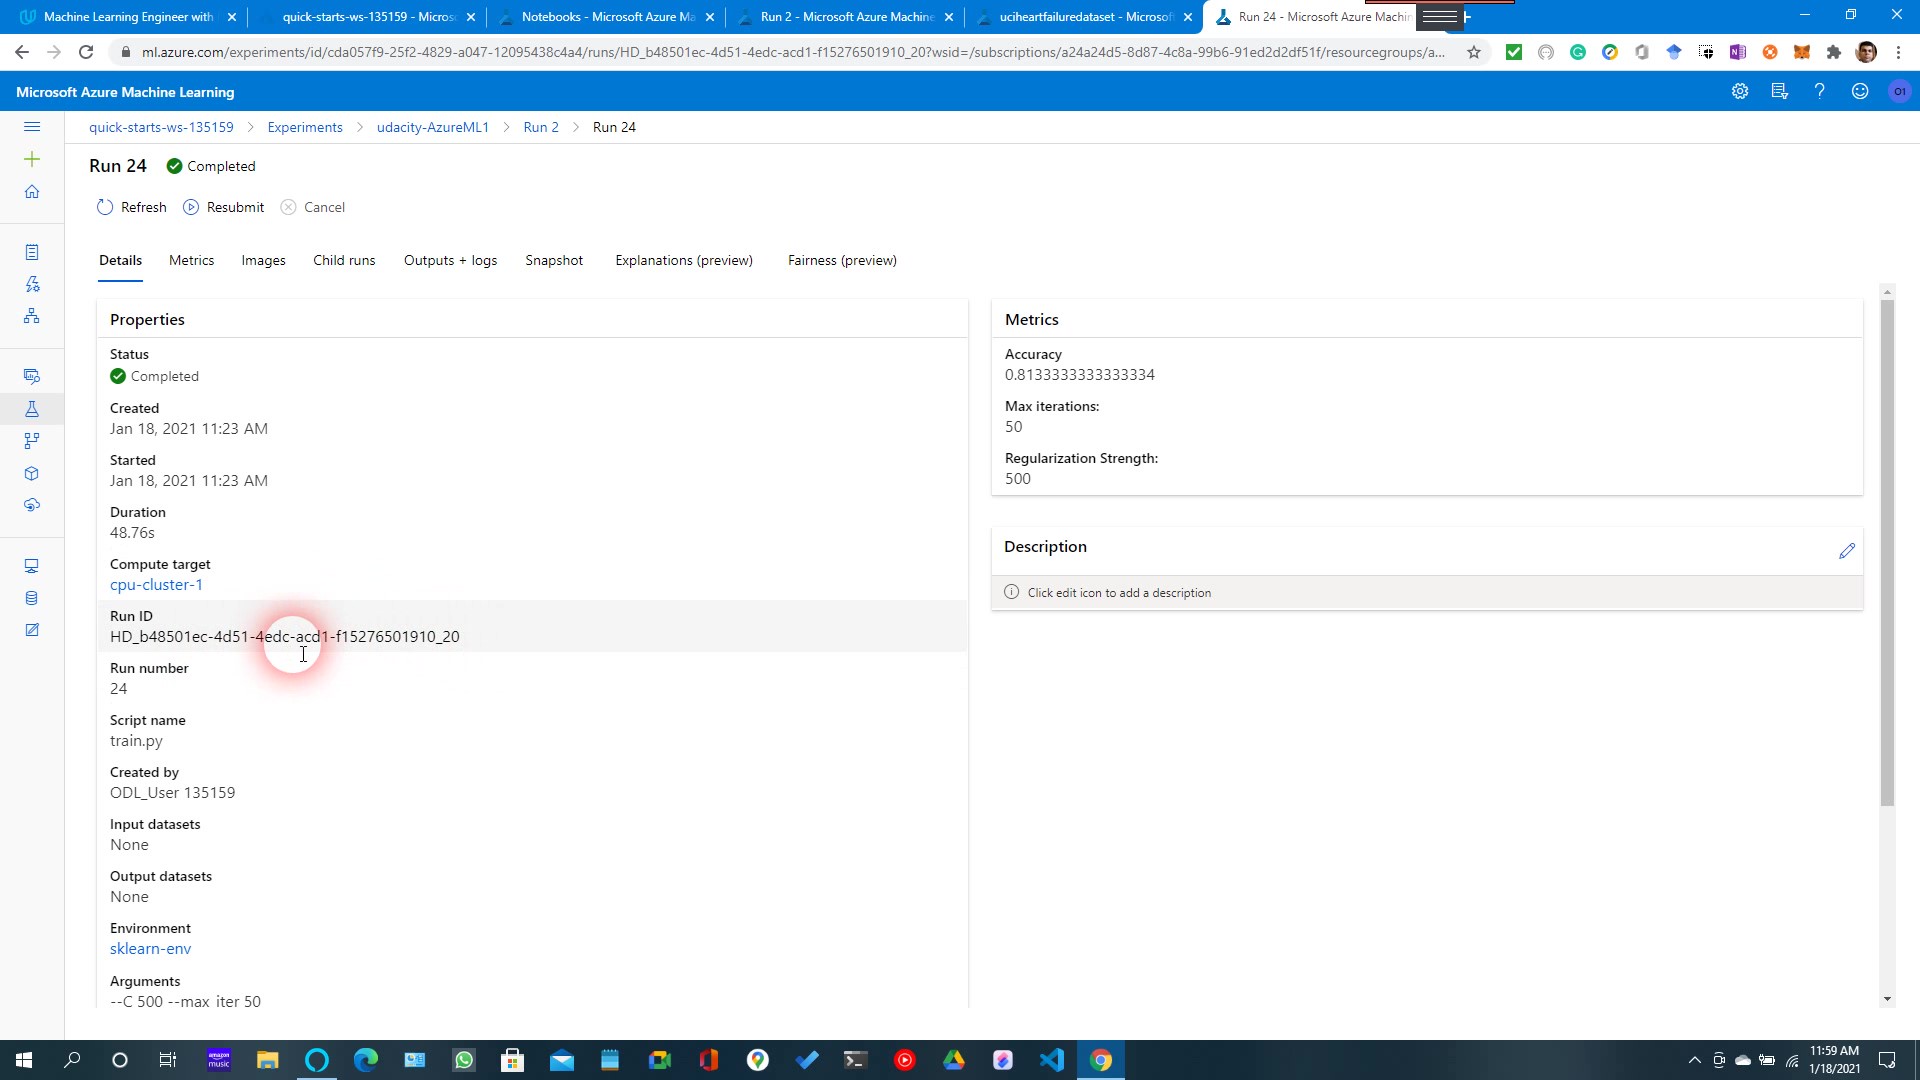 Machine Learning Engineer with
quick-starts-ws-135159 - Micros
Notebooks - Microsoft Azure Ma
Run 2 - Microsoft Azure Machine
uciheartfailuredataset - Microsof
Run 24 - Microsoft Azure Machin
ml.azure.com/experiments/id/cda057f9-25f2-4829-a047-12095438c4a4/runs/HD_b48501ec-4d51-4edc-acd1-f15276501910_20?wsid=/subscriptions/a24a24d5-8d87-4c8a-99b6-91ed2d2df51f/resourcegroups/a...
Microsoft Azure Machine Learning
O1
quick-starts-ws-135159 > Experiments > udacity-AzureML1 > Run 2 > Run 24
Run 24 Completed
Refresh Resubmit Cancel
Details Metrics Images Child runs Outputs + logs Snapshot Explanations (preview) Fairness (preview)
Properties
Status
Completed
Created
Jan 18, 2021 11:23 AM
Started
Jan 18, 2021 11:23 AM
Duration
48.76s
Compute target
cpu-cluster-1
Run ID
HD_b48501ec-4d51-4edc-acd1-f15276501910_20
Run number
24
Script name
train.py
Created by
ODL_User 135159
Input datasets
None
Output datasets
None
Environment
sklearn-env
Arguments
--C 500 --max_iter 50
Metrics
Accuracy
0.8133333333333334
Max iterations:
50
Regularization Strength:
500
Description
Click edit icon to add a description
amazon
music
11:59 AM
1/18/2021